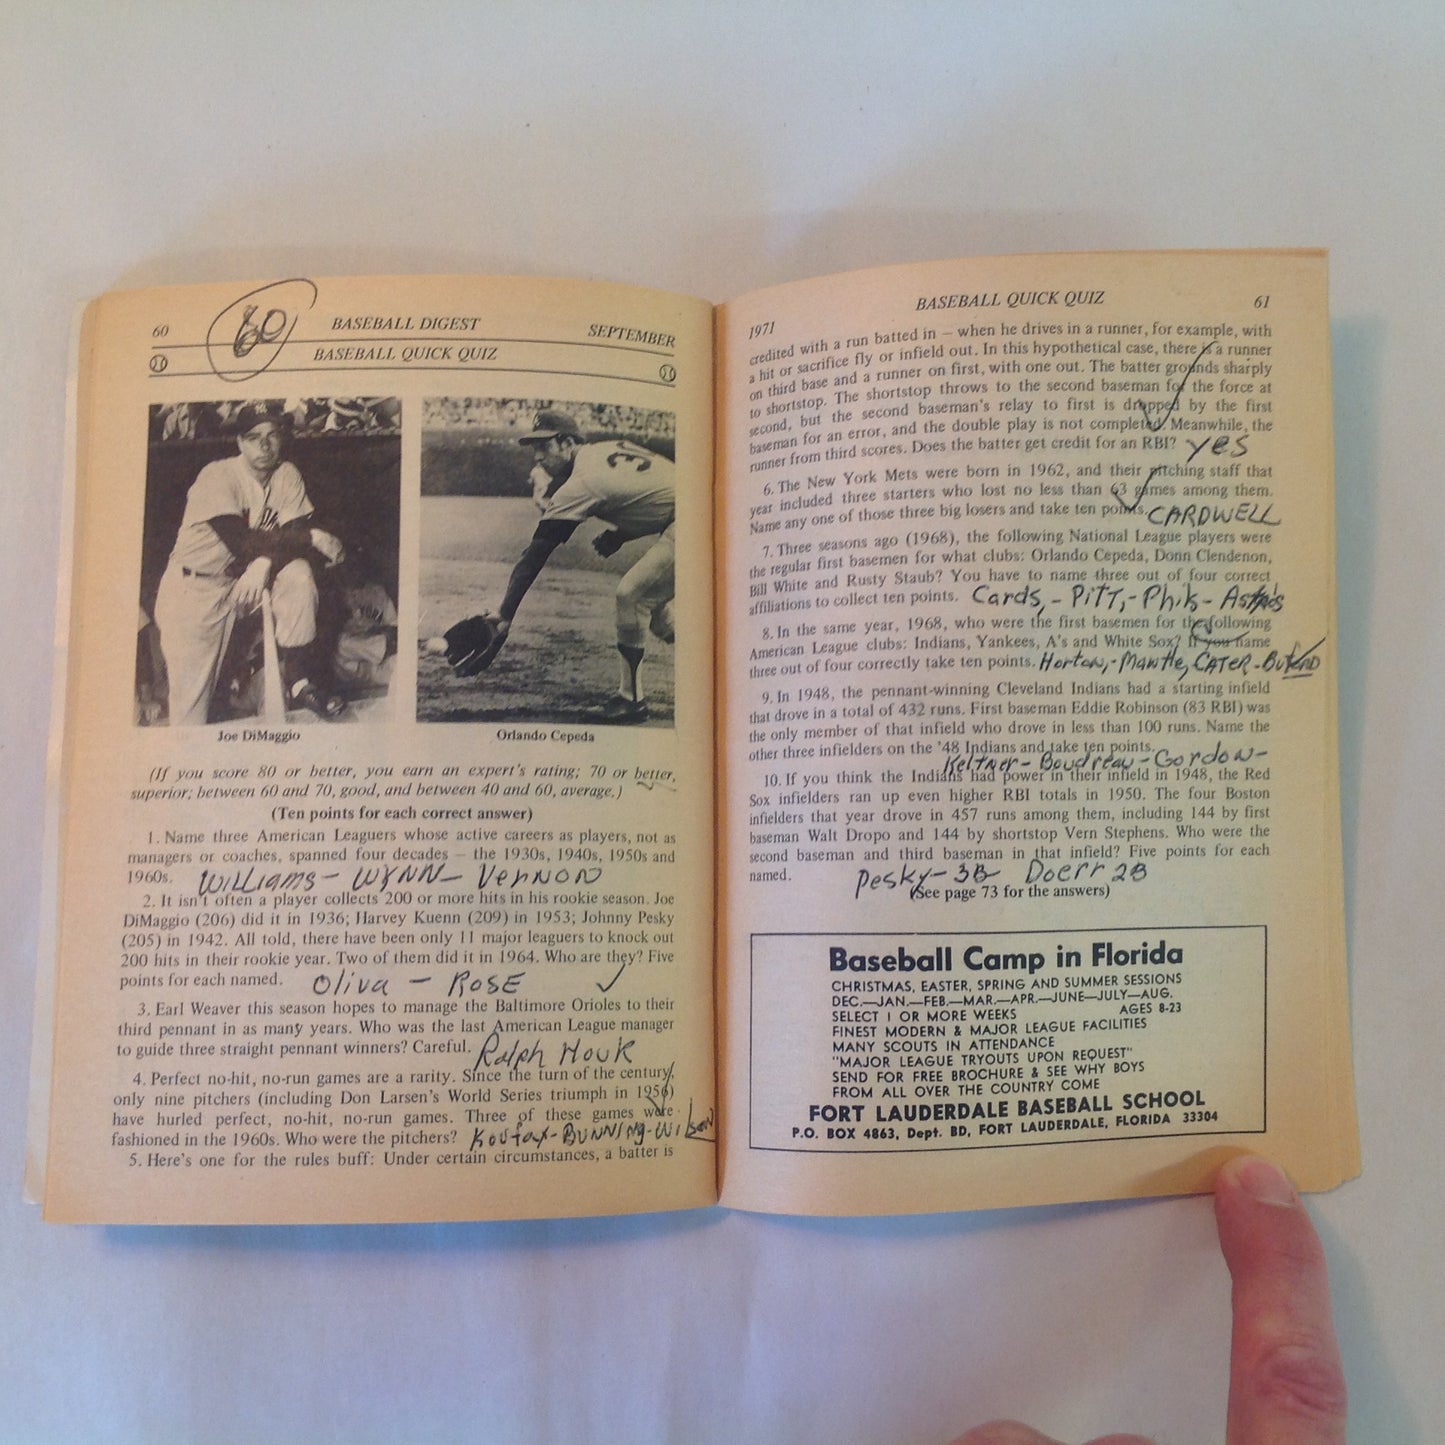 60 60 BASEBALL DIGEST SEPTEMBER
BASEBALL QUICK QUIZ
Joe DiMaggio
Orlando Cepeda
(If you score 80 or better, you earn an expert's rating; 70 or better,
superior; between 60 and 70, good, and between 40 and 60, average.)
(Ten points for each correct answer)
1. Name three American Leaguers whose active careers as players, not as
managers or coaches, spanned four decades — the 1930s, 1940s, 1950s and
1960s. Williams - WYNN - Vernon
2. It isn't often a player collects 200 or more hits in his rookie season. Joe
DiMaggio (206) did it in 1936; Harvey Kuenn (209) in 1953; Johnny Pesky
(205) in 1942. All told, there have been only 11 major leaguers to knock out
200 hits in their rookie year. Two of them did it in 1964. Who are they? Five
points for each named. Oliva - ROSE
3. Earl Weaver this season hopes to manage the Baltimore Orioles to their
third pennant in as many years. Who was the last American League manager
to guide three straight pennant winners? Careful. Ralph Houk
4. Perfect no-hit, no-run games are a rarity. Since the turn of the century,
only nine pitchers (including Don Larsen's World Series triumph in 1956)
have hurled perfect, no-hit, no-run games. Three of these games were
fashioned in the 1960s. Who were the pitchers? Koufax - BUNNINg - Wilson
5. Here's one for the rules buff: Under certain circumstances, a batter is
1971 BASEBALL QUICK QUIZ 61
credited with a run batted in — when he drives in a runner, for example, with
a hit or sacrifice fly or infield out. In this hypothetical case, there is a runner
on third base and a runner on first, with one out. The batter grounds sharply
to shortstop. The shortstop throws to the second baseman for the force at
second, but the second baseman's relay to first is dropped by the first
baseman for an error, and the double play is not completed. Meanwhile, the
runner from third scores. Does the batter get credit for an RBI? yes
6. The New York Mets were born in 1962, and their pitching staff that
year included three starters who lost no less than 63 games among them.
Name any one of those three big losers and take ten points. CARDWELL
7. Three seasons ago (1968), the following National League players were
the regular first basemen for what clubs: Orlando Cepeda, Donn Clendenon,
Bill White and Rusty Staub? You have to name three out of four correct
affiliations to collect ten points. Cards, - PITT, - Phils - Astros
8. In the same year, 1968, who were the first basemen for the following
American League clubs: Indians, Yankees, A's and White Sox? If you name
three out of four correctly take ten points. Horton, - Mantle, CATER -
9. In 1948, the pennant-winning Cleveland Indians had a starting infield
that drove in a total of 432 runs. First baseman Eddie Robinson (83 RBI) was
the only member of that infield who drove in less than 100 runs. Name the
other three infielders on the '48 Indians and take ten points.
Keltner - Boudreau - Gordon -
10. If you think the Indians had power in their infield in 1948, the Red
Sox infielders ran up even higher RBI totals in 1950. The four Boston
infielders that year drove in 457 runs among them, including 144 by first
baseman Walt Dropo and 144 by shortstop Vern Stephens. Who were the
second baseman and third baseman in that infield? Five points for each
named. Pesky - 3B Doerr 2B
(See page 73 for the answers)
Baseball Camp in Florida
CHRISTMAS, EASTER, SPRING AND SUMMER SESSIONS
DEC.—JAN.—FEB.—MAR.—APR.—JUNE—JULY—AUG.
SELECT 1 OR MORE WEEKS AGES 8-23
FINEST MODERN & MAJOR LEAGUE FACILITIES
MANY SCOUTS IN ATTENDANCE
"MAJOR LEAGUE TRYOUTS UPON REQUEST"
SEND FOR FREE BROCHURE & SEE WHY BOYS
FROM ALL OVER THE COUNTRY COME
FORT LAUDERDALE BASEBALL SCHOOL
P.O. BOX 4863, Dept. BD, FORT LAUDERDALE, FLORIDA 33304